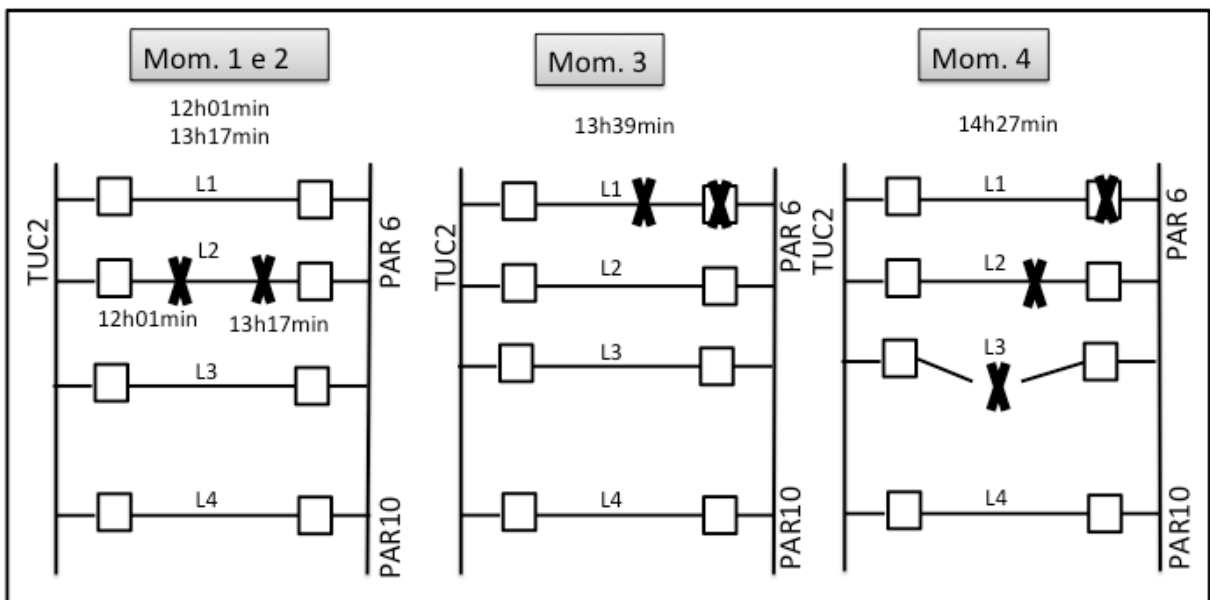 Mom. 1 e 2
12h01min
13h17min
TUC2
L1
L2
12h01min
13h17min
L3
L4
PAR 6
PAR10
Mom. 3
13h39min
TUC2
L1
L2
L3
L4
PAR 6
PAR10
Mom. 4
14h27min
TUC2
L1
L2
L3
L4
PAR 6
PAR10